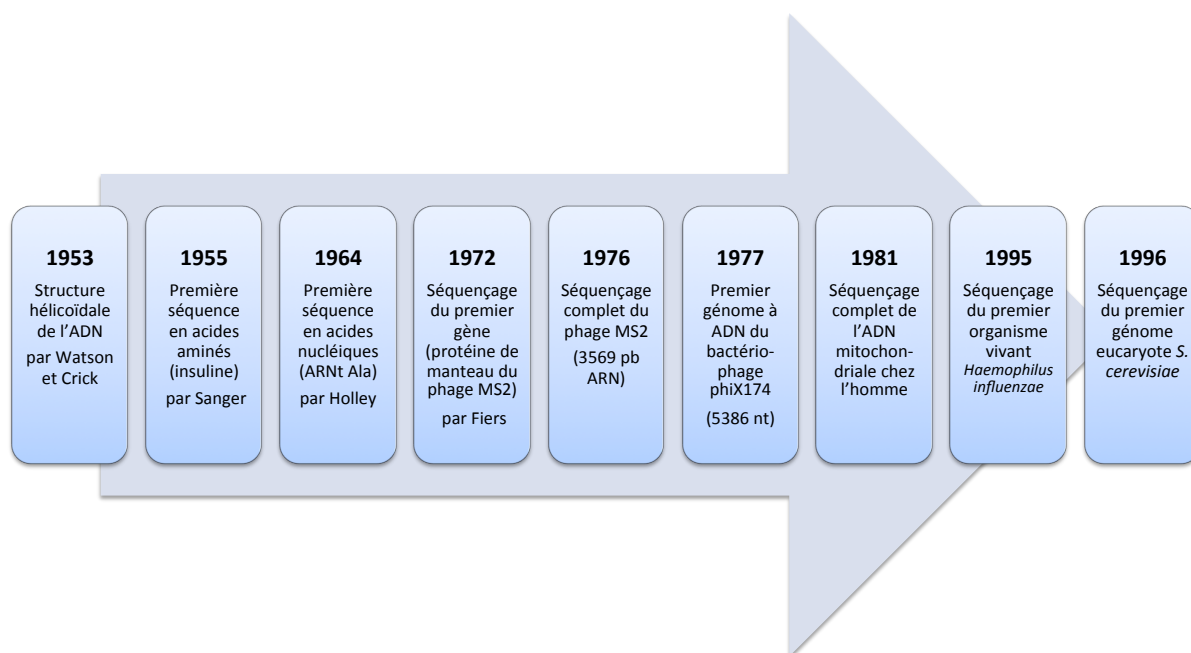 1953
Structure
hélicoïdale
de l’ADN
par Watson
et Crick
1955
Première
séquence
en acides
aminés
(insuline)
par Sanger
1964
Première
séquence
en acides
nucléiques
(ARNt Ala)
par Holley
1972
Séquençage
du premier
gène
(protéine de
manteau du
phage MS2)
par Fiers
1976
Séquençage
complet du
phage MS2
(3569 pb
ARN)
1977
Premier
génome à
ADN du
bactério-
phage
phiX174
(5386 nt)
1981
Séquençage
complet de
l’ADN
mitochon-
driale chez
l’homme
1995
Séquençage
du premier
organisme
vivant
Haemophilus
influenzae
1996
Séquençage
du premier
génome
eucaryote S.
cerevisiae